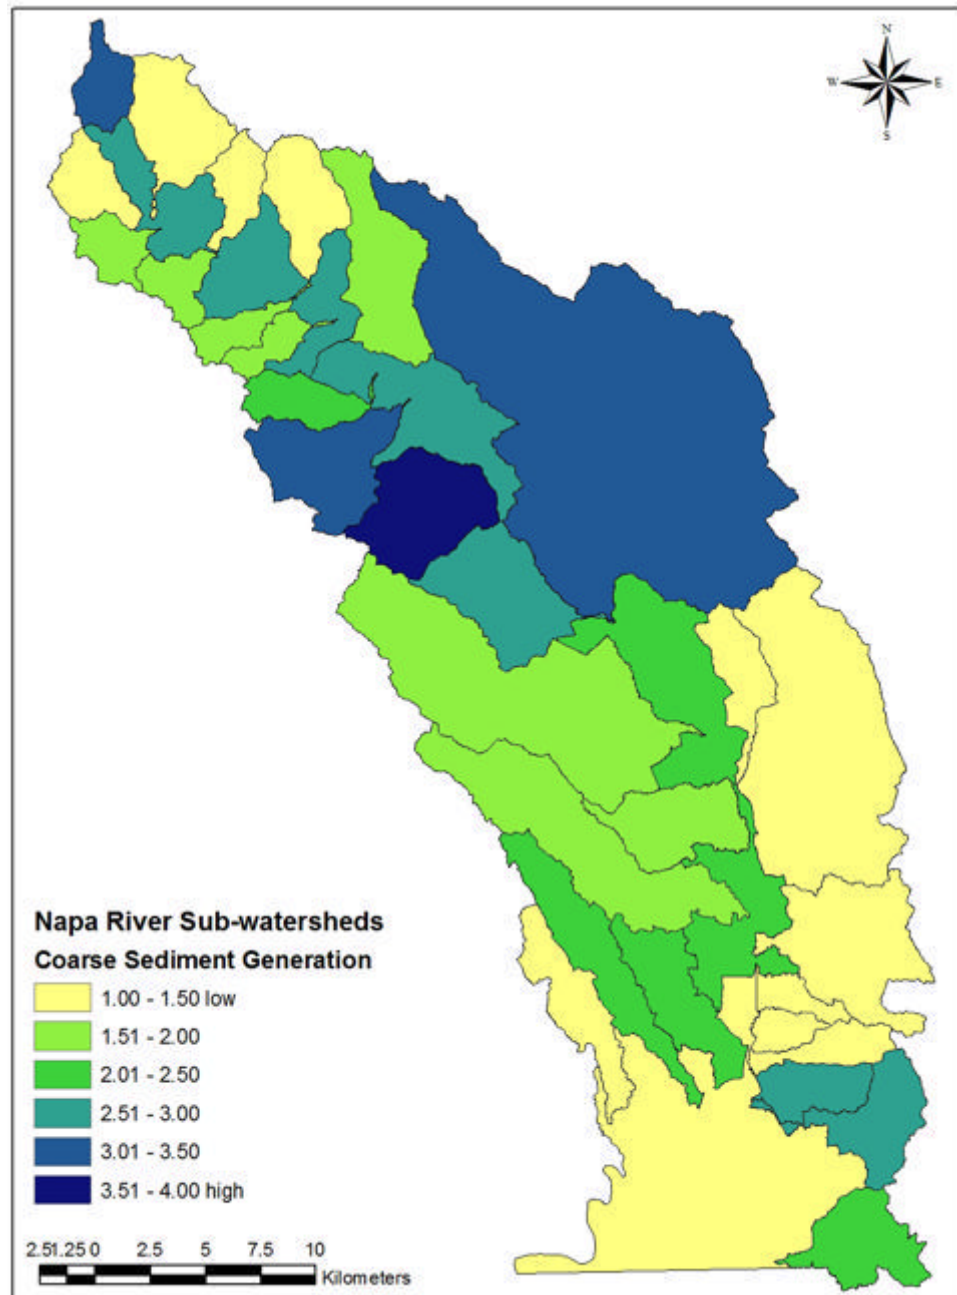 N
W E
S
Napa River Sub-watersheds
Coarse Sediment Generation
1.00 - 1.50 low
1.51 - 2.00
2.01 - 2.50
2.51 - 3.00
3.01 - 3.50
3.51 - 4.00 high
2.51.25 0 2.5 5 7.5 10
Kilometers